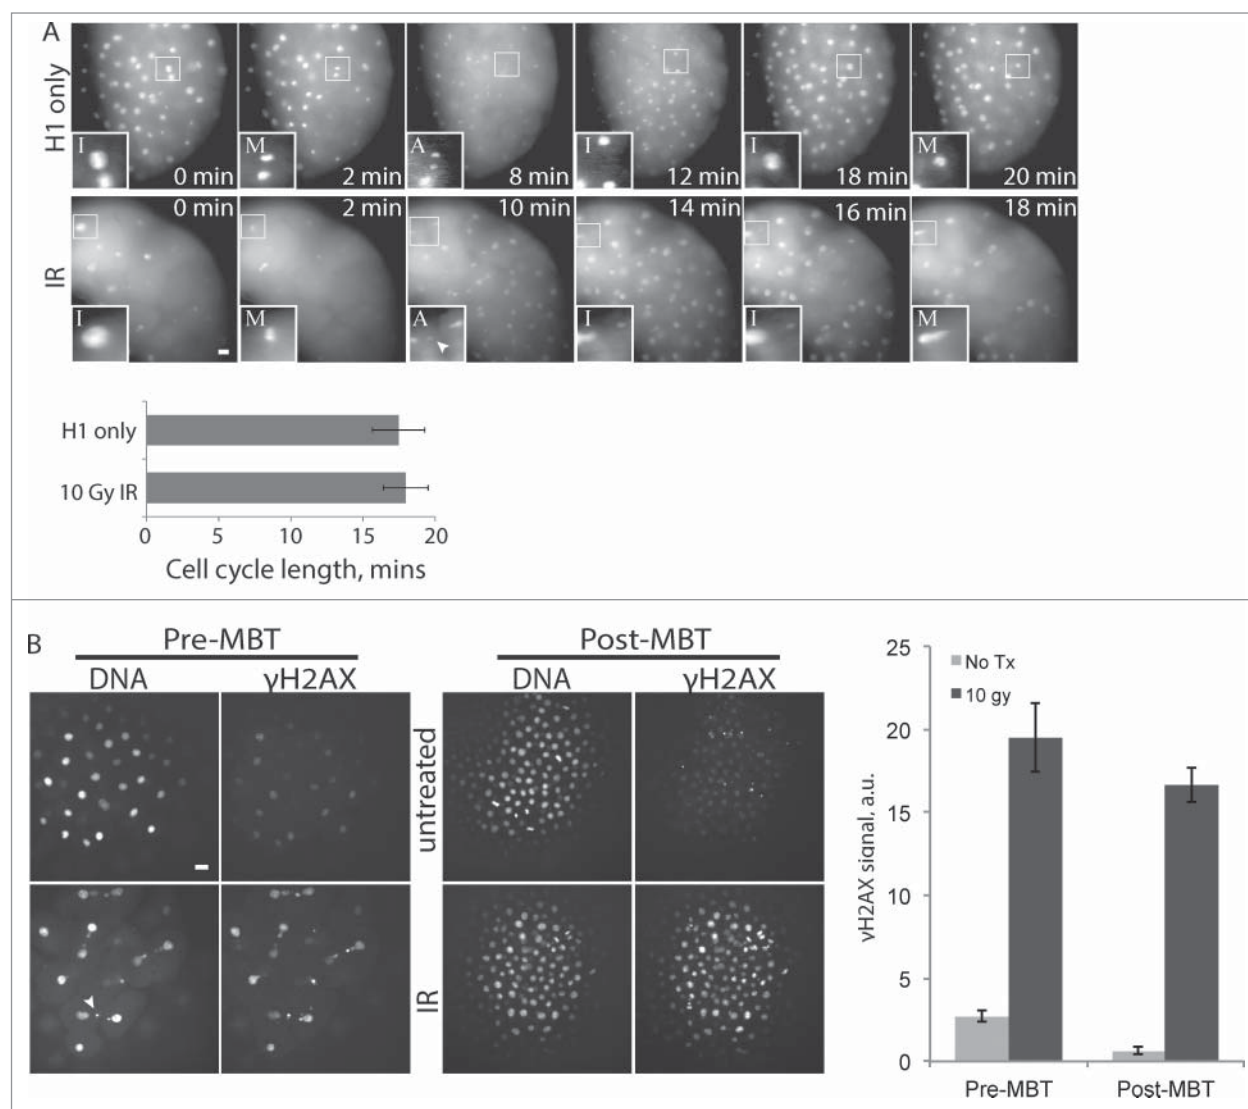 A
H1 only
I
0 min
M
2 min
A
8 min
I
12 min
I
18 min
M
20 min
IR
0 min
I
2 min
M
10 min
A
14 min
I
16 min
I
18 min
M
H1 only
10 Gy IR
0 5 10 15 20
Cell cycle length, mins
B
Pre-MBT
DNA γH2AX
Post-MBT
DNA γH2AX
untreated
IR
25
20
15
10
5
0
γH2AX signal, a.u.
No Tx
10 gy
Pre-MBT Post-MBT